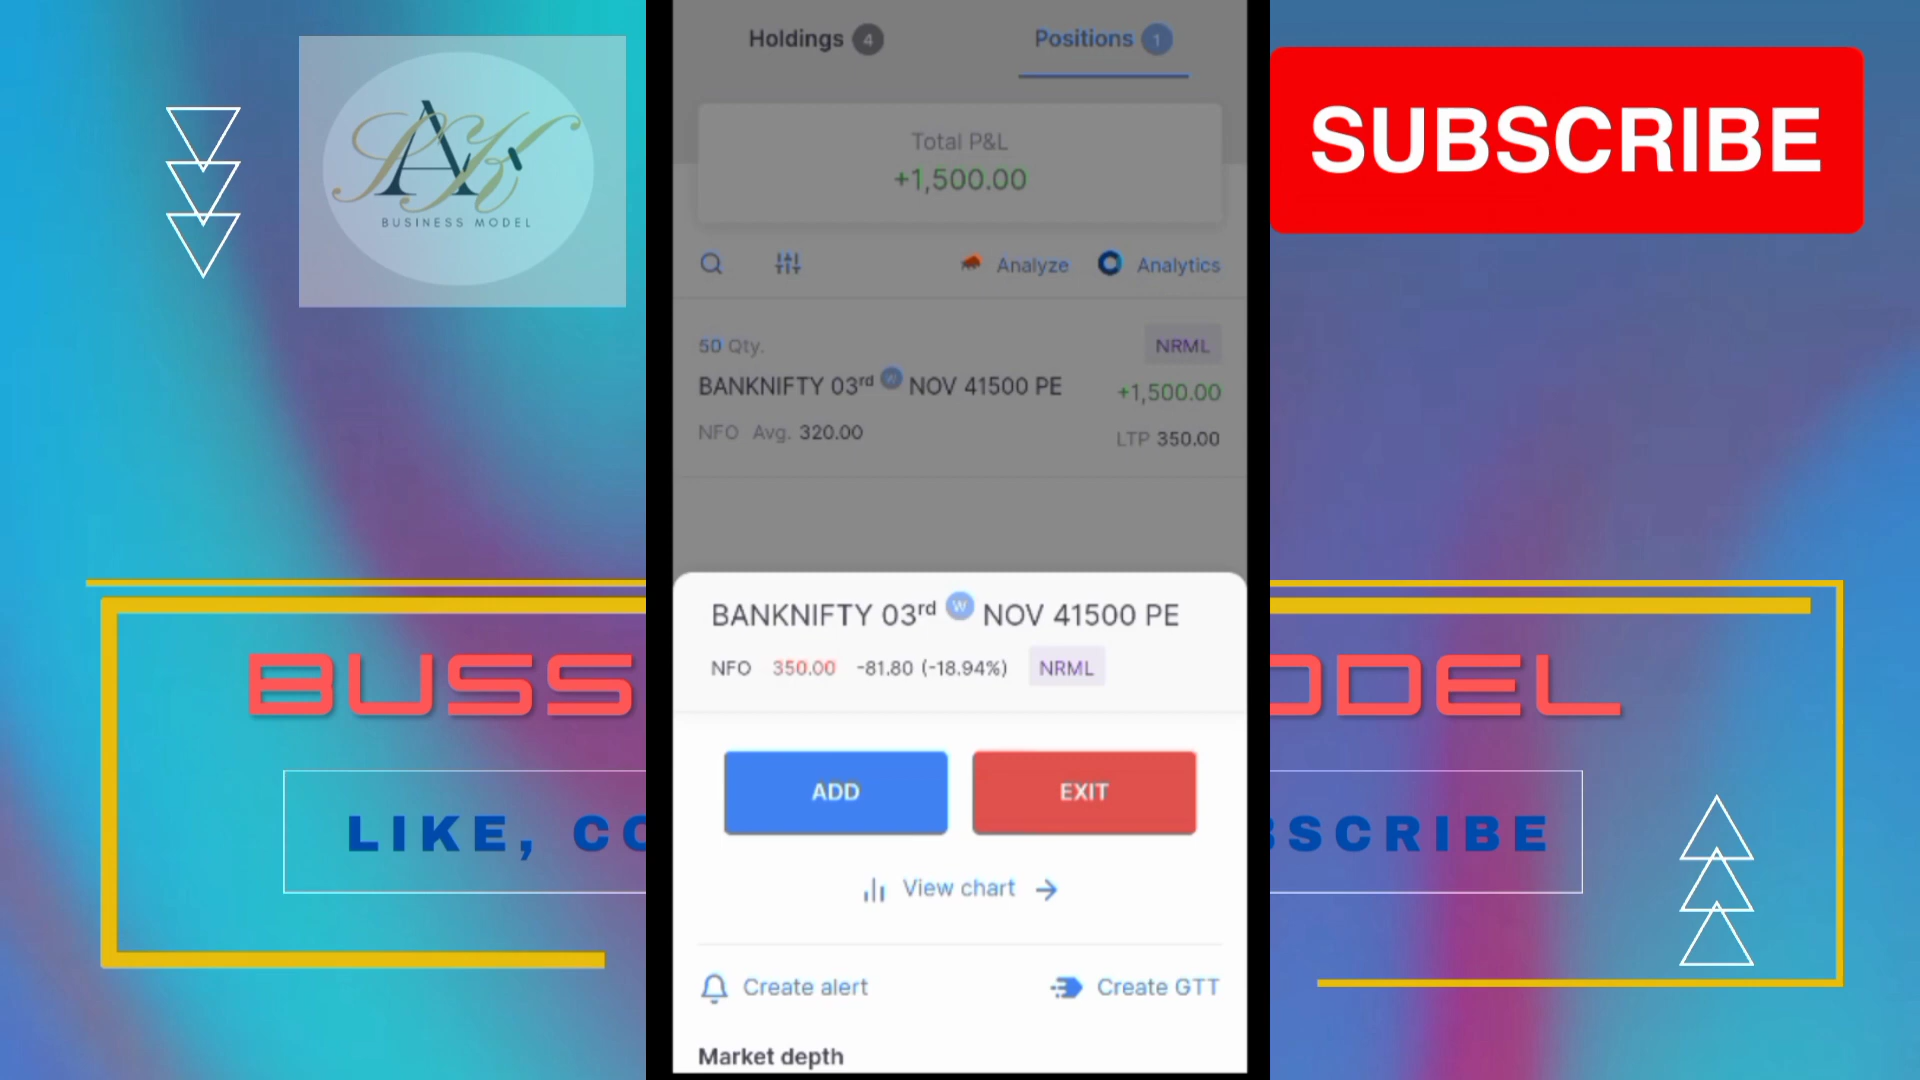 SAK
BUSINESS MODEL
SUBSCRIBE
Holdings 4
Positions 1
Total P&L
+1,500.00
Analyze
Analytics
50 Qty.
NRML
BANKNIFTY 03rd W NOV 41500 PE
+1,500.00
NFO Avg. 320.00
LTP 350.00
BANKNIFTY 03rd W NOV 41500 PE
NFO 350.00 -81.80 (-18.94%) NRML
BUSS
ODEL
ADD
EXIT
LIKE, CO
BSCRIBE
View chart
Create alert
Create GTT
Market depth